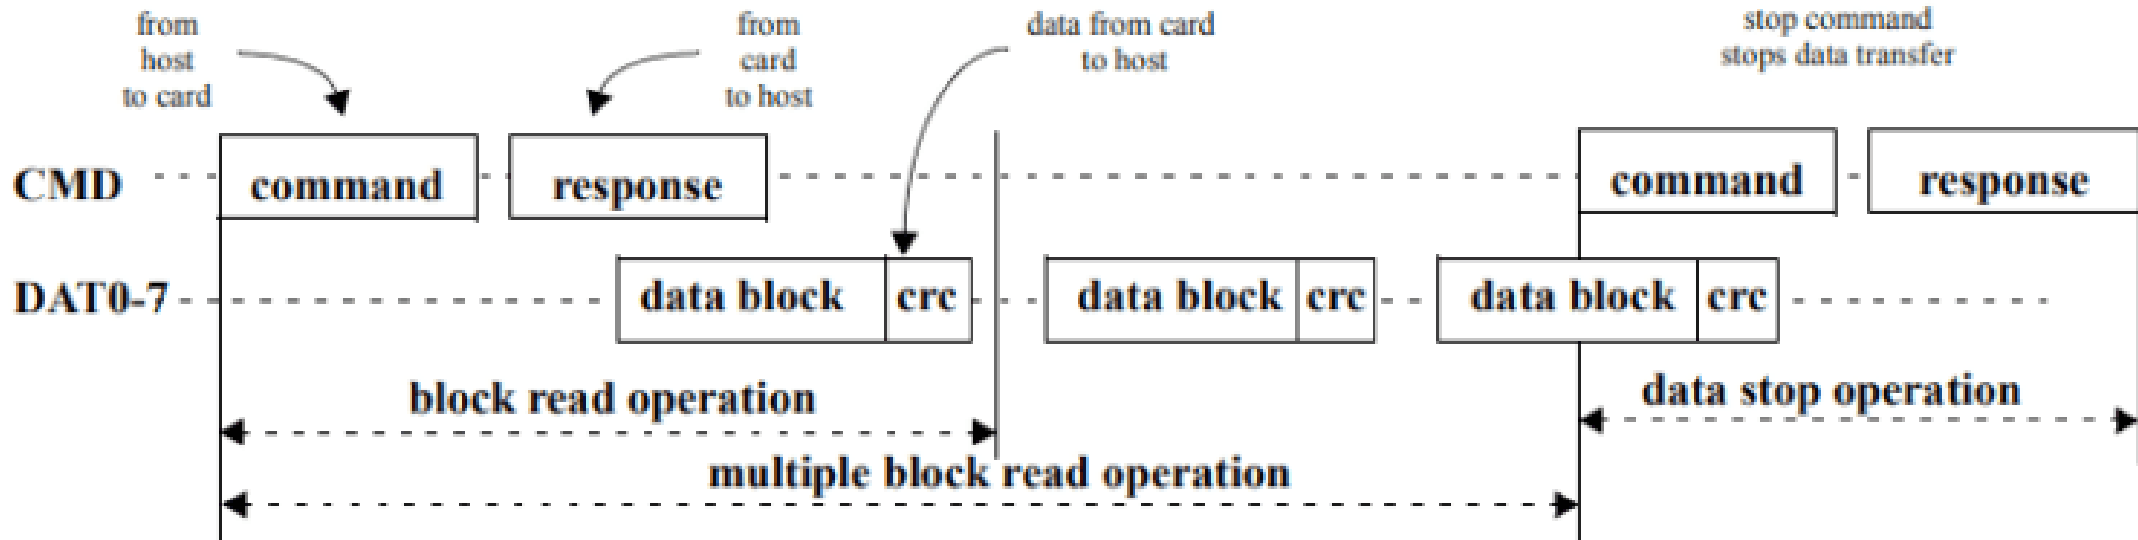 from
host
to card
from
card
to host
data from card
to host
stop command
stops data transfer
CMD
command
response
command
response
DAT0-7
data block
crc
data block
crc
data block
crc
block read operation
data stop operation
multiple block read operation